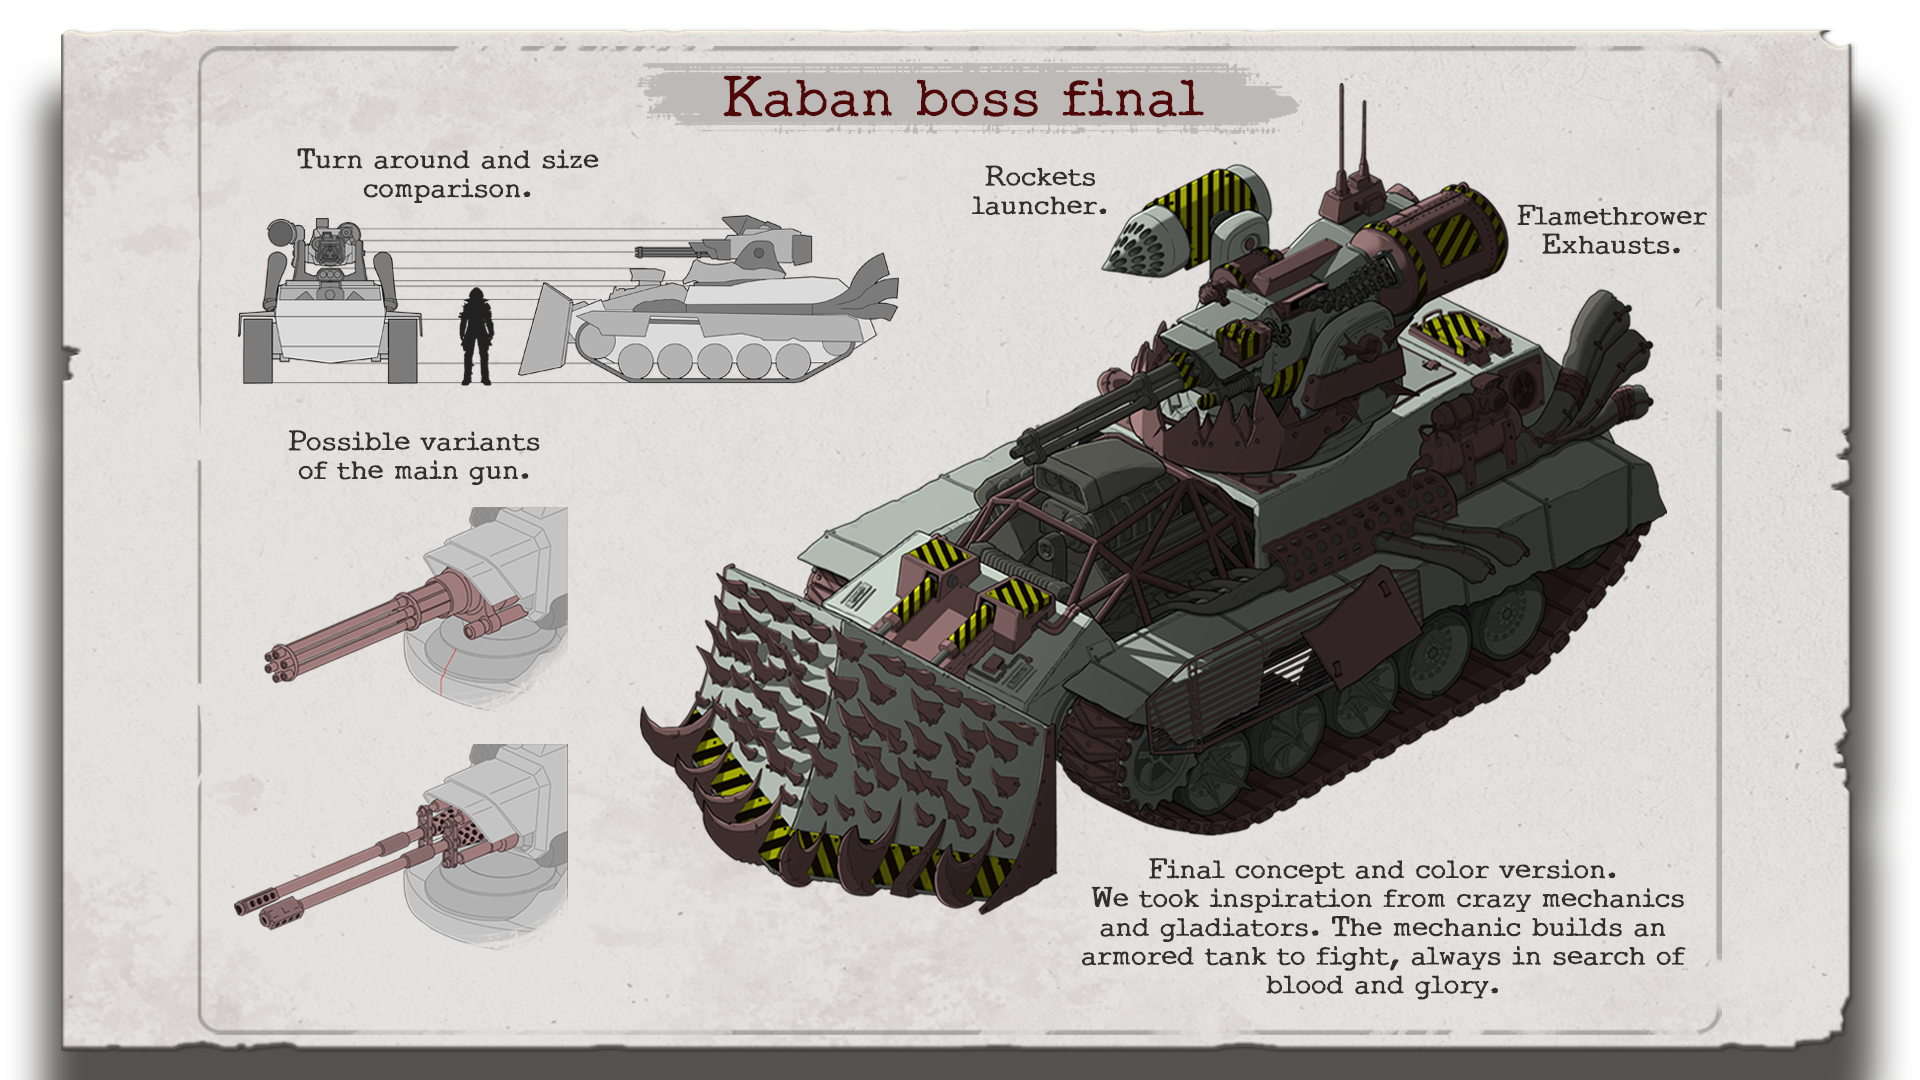 Kaban boss final
Turn around and size
comparison.
Rockets
launcher.
Flamethrower
Exhausts.
Possible variants
of the main gun.
Final concept and color version.
We took inspiration from crazy mechanics
and gladiators. The mechanic builds an
armored tank to fight, always in search of
blood and glory.